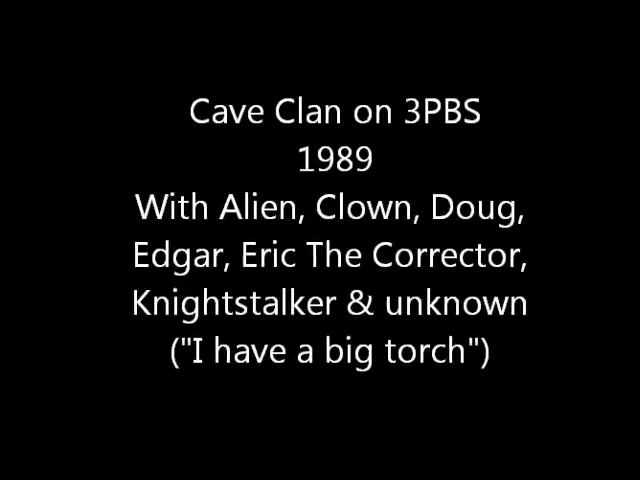 Cave Clan on 3PBS
1989
With Alien, Clown, Doug,
Edgar, Eric The Corrector,
Knightstalker & unknown
("I have a big torch")